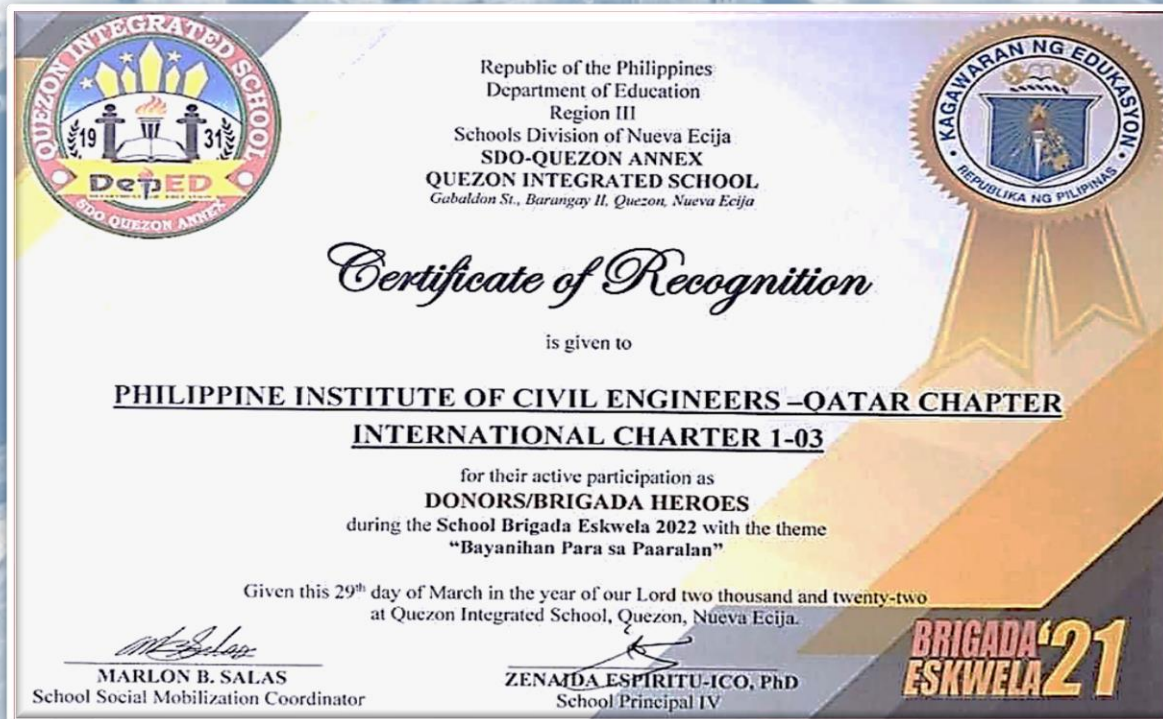 QUEZON INTEGRATED SCHOOL
19 31
DepED
DEPARTMENT OF EDUCATION
SDO QUEZON ANNEX
Republic of the Philippines
Department of Education
Region III
Schools Division of Nueva Ecija
SDO-QUEZON ANNEX
QUEZON INTEGRATED SCHOOL
Gabaldon St., Barangay II, Quezon, Nueva Ecija
KAGAWARAN NG EDUKASYON
REPUBLIKA NG PILIPINAS
Certificate of Recognition
is given to
PHILIPPINE INSTITUTE OF CIVIL ENGINEERS –QATAR CHAPTER
INTERNATIONAL CHARTER 1-03
for their active participation as
DONORS/BRIGADA HEROES
during the School Brigada Eskwela 2022 with the theme
“Bayanihan Para sa Paaralan”
Given this 29th day of March in the year of our Lord two thousand and twenty-two
at Quezon Integrated School, Quezon, Nueva Ecija.
MARLON B. SALAS
School Social Mobilization Coordinator
ZENAIDA ESPIRITU-ICO, PhD
School Principal IV
BRIGADA ‘21
ESKWELA